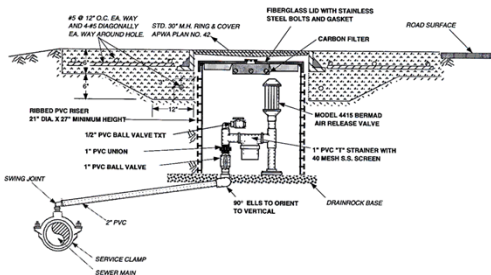 #5 @ 12" O.C. EA. WAY
AND 4-#5 DIAGONALLY
EA. WAY AROUND HOLE.
STD. 30" M.H. RING & COVER
APWA PLAN NO. 42
FIBERGLASS LID WITH STAINLESS
STEEL BOLTS AND GASKET
CARBON FILTER
ROAD SURFACE
6"
12"
RIBBED PVC RISER
21" DIA. X 27" MINIMUM HEIGHT
MODEL 4415 BERMAD
AIR RELEASE VALVE
1/2" PVC BALL VALVE TXT
1" PVC UNION
1" PVC BALL VALVE
1" PVC "T" STRAINER WITH
40 MESH S.S. SCREEN
SWING JOINT
2" PVC
90° ELLS TO ORIENT
TO VERTICAL
DRAINROCK BASE
SERVICE CLAMP
SEWER MAIN